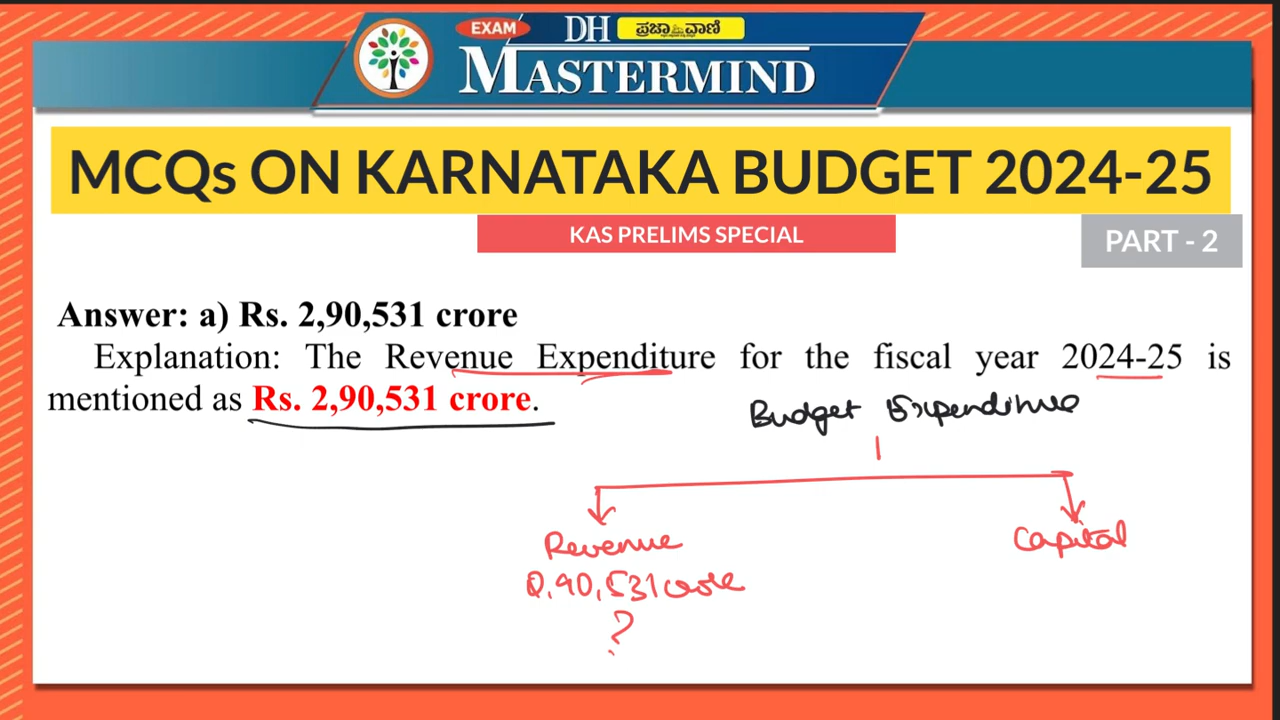 EXAM DH ಪ್ರಜಾವಾಣಿ
MASTERMIND
MCQs ON KARNATAKA BUDGET 2024-25
KAS PRELIMS SPECIAL
PART - 2
Answer: a) Rs. 2,90,531 crore
Explanation: The Revenue Expenditure for the fiscal year 2024-25 is
mentioned as Rs. 2,90,531 crore.
Budget Expenditure
Revenue Capital
2,90,531 crore
?